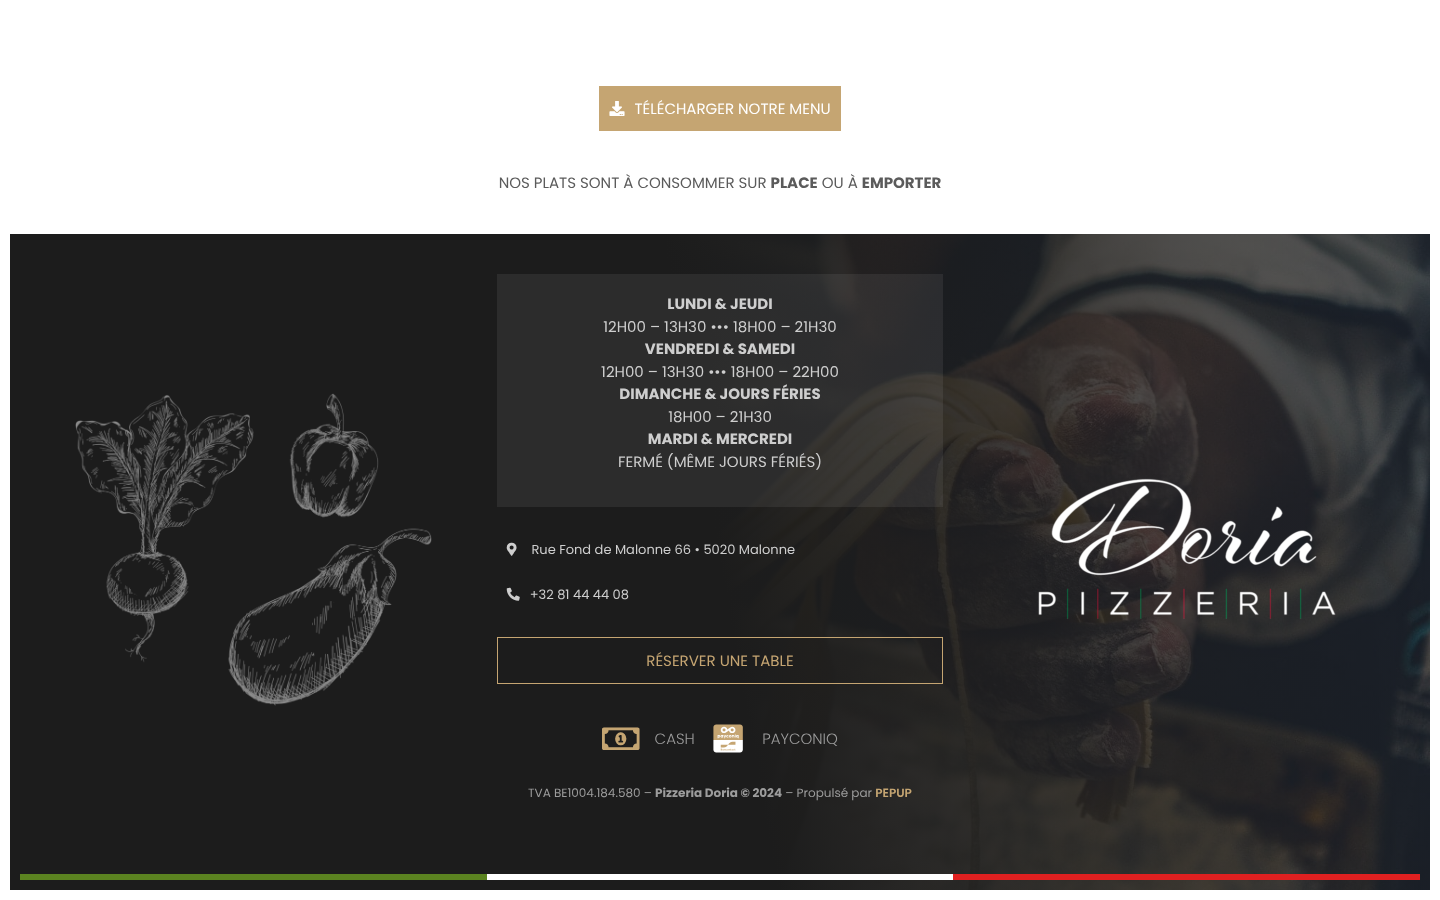 TÉLÉCHARGER NOTRE MENU
NOS PLATS SONT À CONSOMMER SUR PLACE OU À EMPORTER
LUNDI & JEUDI
12H00 – 13H30 ••• 18H00 – 21H30
VENDREDI & SAMEDI
12H00 – 13H30 ••• 18H00 – 22H00
DIMANCHE & JOURS FÉRIES
18H00 – 21H30
MARDI & MERCREDI
FERMÉ (MÊME JOURS FÉRIÉS)
Rue Fond de Malonne 66 • 5020 Malonne
+32 81 44 44 08
RÉSERVER UNE TABLE
CASH
payconiq
PAYCONIQ
TVA BE1004.184.580 – Pizzeria Doria © 2024 – Propulsé par PEPUP
Doria
P|I|Z|Z|E|R|I|A